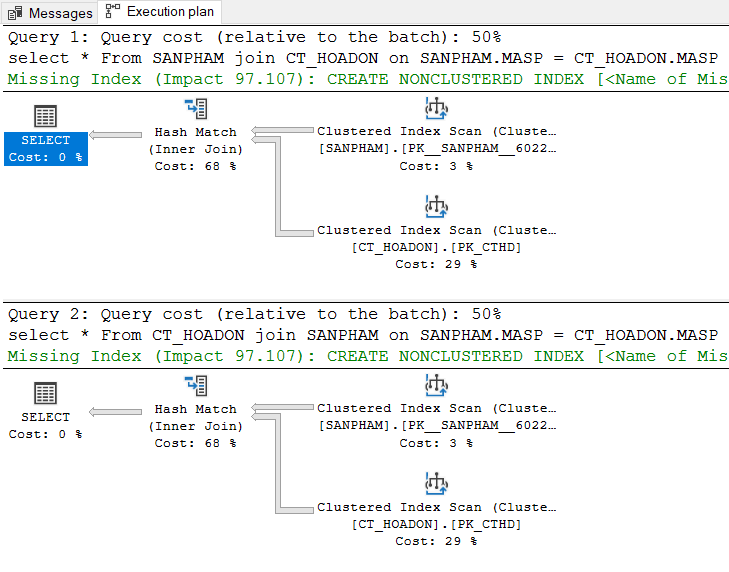 Messages Execution plan
Query 1: Query cost (relative to the batch): 50%
select * From SANPHAM join CT_HOADON on SANPHAM.MASP = CT_HOADON.MASP
Missing Index (Impact 97.107): CREATE NONCLUSTERED INDEX [<Name of Mis
SELECT
Cost: 0 %
Hash Match
(Inner Join)
Cost: 68 %
Clustered Index Scan (Cluste…
[SANPHAM].[PK__SANPHAM__6022…
Cost: 3 %
Clustered Index Scan (Cluste…
[CT_HOADON].[PK_CTHD]
Cost: 29 %
Query 2: Query cost (relative to the batch): 50%
select * From CT_HOADON join SANPHAM on SANPHAM.MASP = CT_HOADON.MASP
Missing Index (Impact 97.107): CREATE NONCLUSTERED INDEX [<Name of Mis
SELECT
Cost: 0 %
Hash Match
(Inner Join)
Cost: 68 %
Clustered Index Scan (Cluste…
[SANPHAM].[PK__SANPHAM__6022…
Cost: 3 %
Clustered Index Scan (Cluste…
[CT_HOADON].[PK_CTHD]
Cost: 29 %